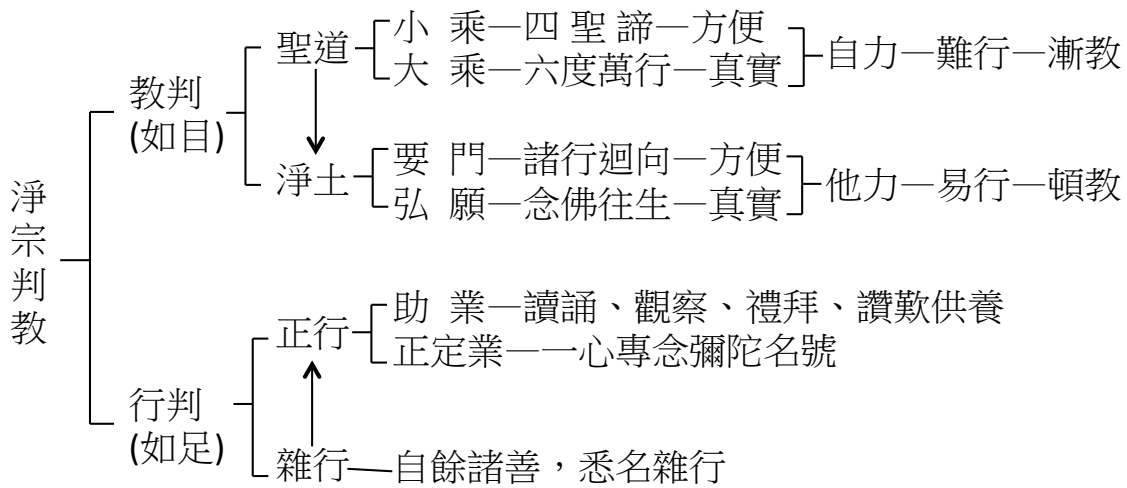 淨宗判教
教判
(如目)
聖道
小 乘—四 聖 諦—方便
大 乘—六度萬行—真實
自力—難行—漸教
淨土
要 門—諸行迴向—方便
弘 願—念佛往生—真實
他力—易行—頓教
行判
(如足)
正行
助 業—讀誦、觀察、禮拜、讚歎供養
正定業—一心專念彌陀名號
雜行—自餘諸善，悉名雜行